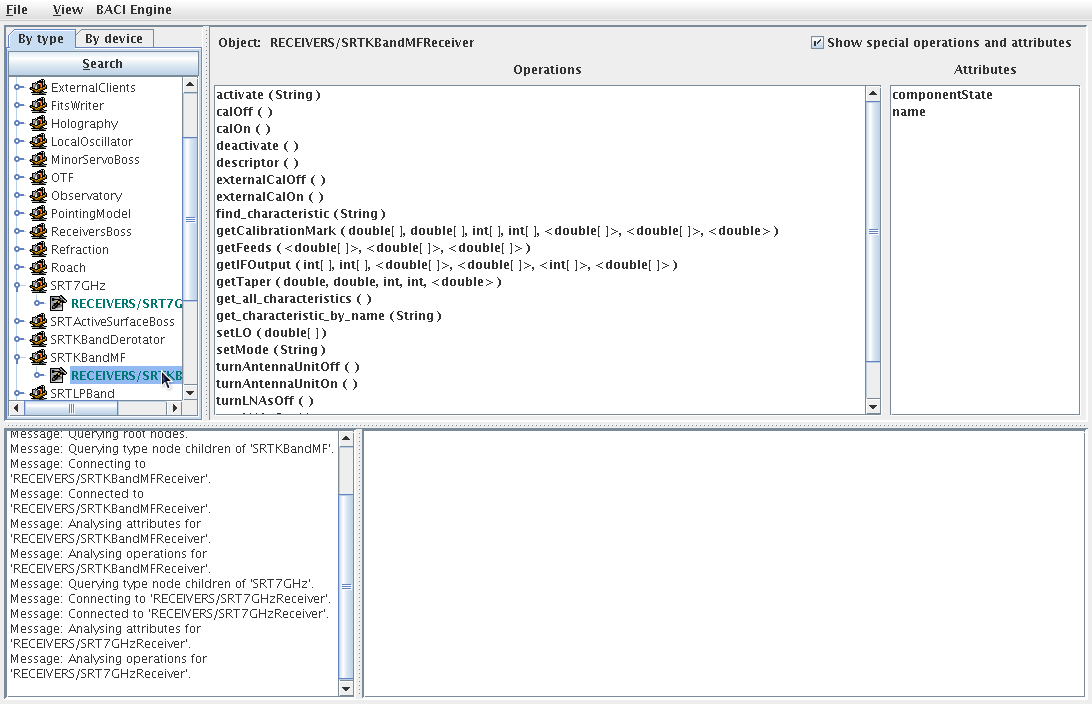 File View BACI Engine
By type By device
Search
ExternalClients
FitsWriter
Holography
LocalOscillator
MinorServoBoss
OTF
Observatory
PointingModel
ReceiversBoss
Refraction
Roach
SRT7GHz
RECEIVERS/SRT7G
SRTActiveSurfaceBoss
SRTKBandDerotator
SRTKBandMF
RECEIVERS/SRTKB
SRTLPBand
Object: RECEIVERS/SRTKBandMFReceiver
Show special operations and attributes
Operations
activate ( String )
calOff ( )
calOn ( )
deactivate ( )
descriptor ( )
externalCalOff ( )
externalCalOn ( )
find_characteristic ( String )
getCalibrationMark ( double[ ], double[ ], int[ ], int[ ], <double[ ]>, <double[ ]>, <double> )
getFeeds ( <double[ ]>, <double[ ]>, <double[ ]> )
getIFOutput ( int[ ], int[ ], <double[ ]>, <double[ ]>, <int[ ]>, <double[ ]> )
getTaper ( double, double, int, int, <double> )
get_all_characteristics ( )
get_characteristic_by_name ( String )
setLO ( double[ ] )
setMode ( String )
turnAntennaUnitOff ( )
turnAntennaUnitOn ( )
turnLNAsOff ( )
Attributes
componentState
name
Message: Querying root nodes.
Message: Querying type node children of 'SRTKBandMF'.
Message: Connecting to
'RECEIVERS/SRTKBandMFReceiver'.
Message: Connected to
'RECEIVERS/SRTKBandMFReceiver'.
Message: Analysing attributes for
'RECEIVERS/SRTKBandMFReceiver'.
Message: Analysing operations for
'RECEIVERS/SRTKBandMFReceiver'.
Message: Querying type node children of 'SRT7GHz'.
Message: Connecting to 'RECEIVERS/SRT7GHzReceiver'.
Message: Connected to 'RECEIVERS/SRT7GHzReceiver'.
Message: Analysing attributes for
'RECEIVERS/SRT7GHzReceiver'.
Message: Analysing operations for
'RECEIVERS/SRT7GHzReceiver'.